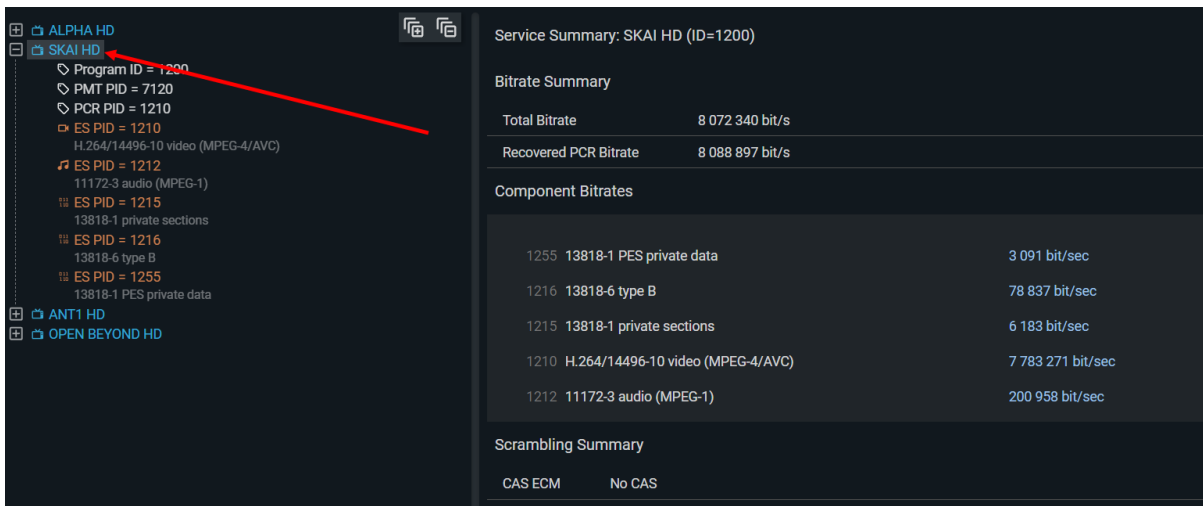 ALPHA HD
SKAI HD
Program ID = 1200
PMT PID = 7120
PCR PID = 1210
ES PID = 1210
H.264/14496-10 video (MPEG-4/AVC)
ES PID = 1212
11172-3 audio (MPEG-1)
ES PID = 1215
13818-1 private sections
ES PID = 1216
13818-6 type B
ES PID = 1255
13818-1 PES private data
ANT1 HD
OPEN BEYOND HD
Service Summary: SKAI HD (ID=1200)
Bitrate Summary
Total Bitrate 8 072 340 bit/s
Recovered PCR Bitrate 8 088 897 bit/s
Component Bitrates
1255 13818-1 PES private data 3 091 bit/sec
1216 13818-6 type B 78 837 bit/sec
1215 13818-1 private sections 6 183 bit/sec
1210 H.264/14496-10 video (MPEG-4/AVC) 7 783 271 bit/sec
1212 11172-3 audio (MPEG-1) 200 958 bit/sec
Scrambling Summary
CAS ECM No CAS